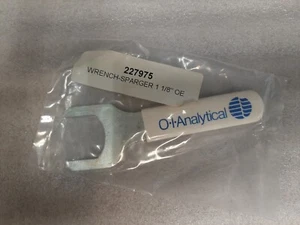 227975
WRENCH-SPARGER 1 1/8" OE
O·I·Analytical